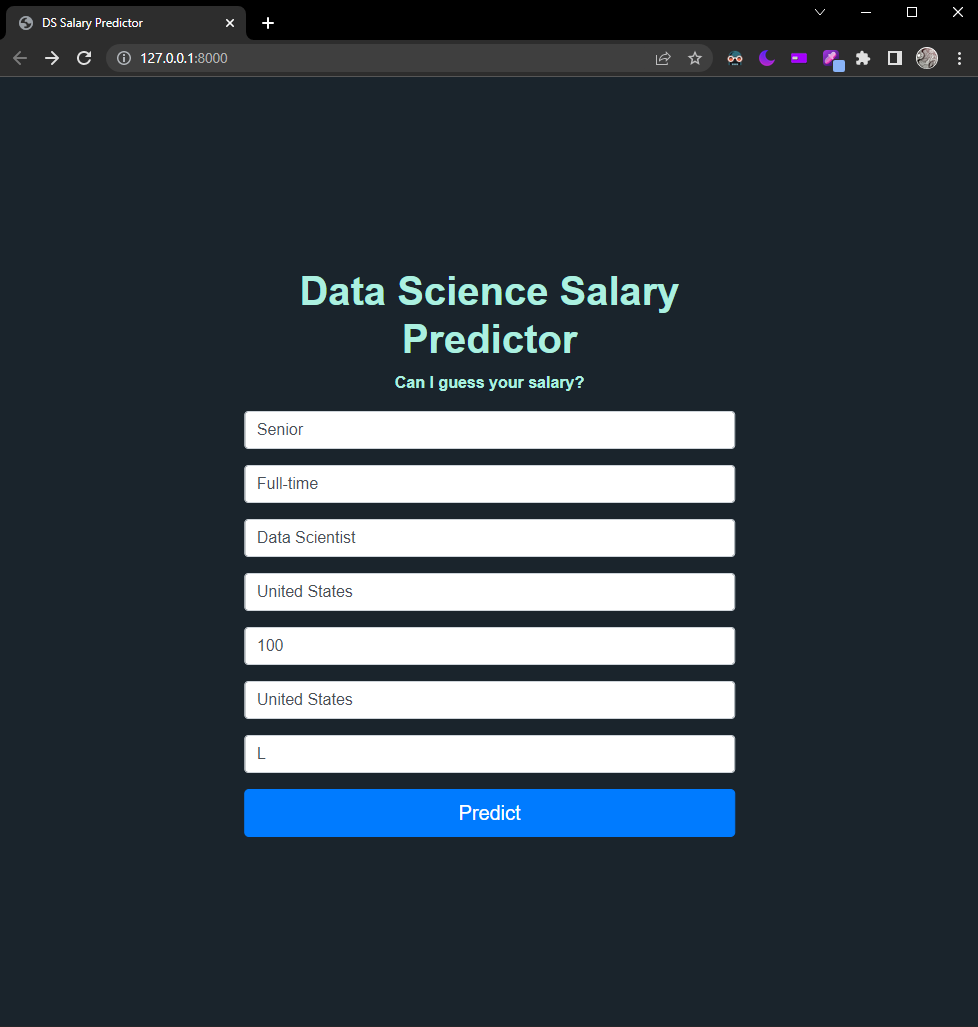 DS Salary Predictor
127.0.0.1:8000
Data Science Salary
Predictor
Can I guess your salary?
Senior
Full-time
Data Scientist
United States
100
United States
L
Predict